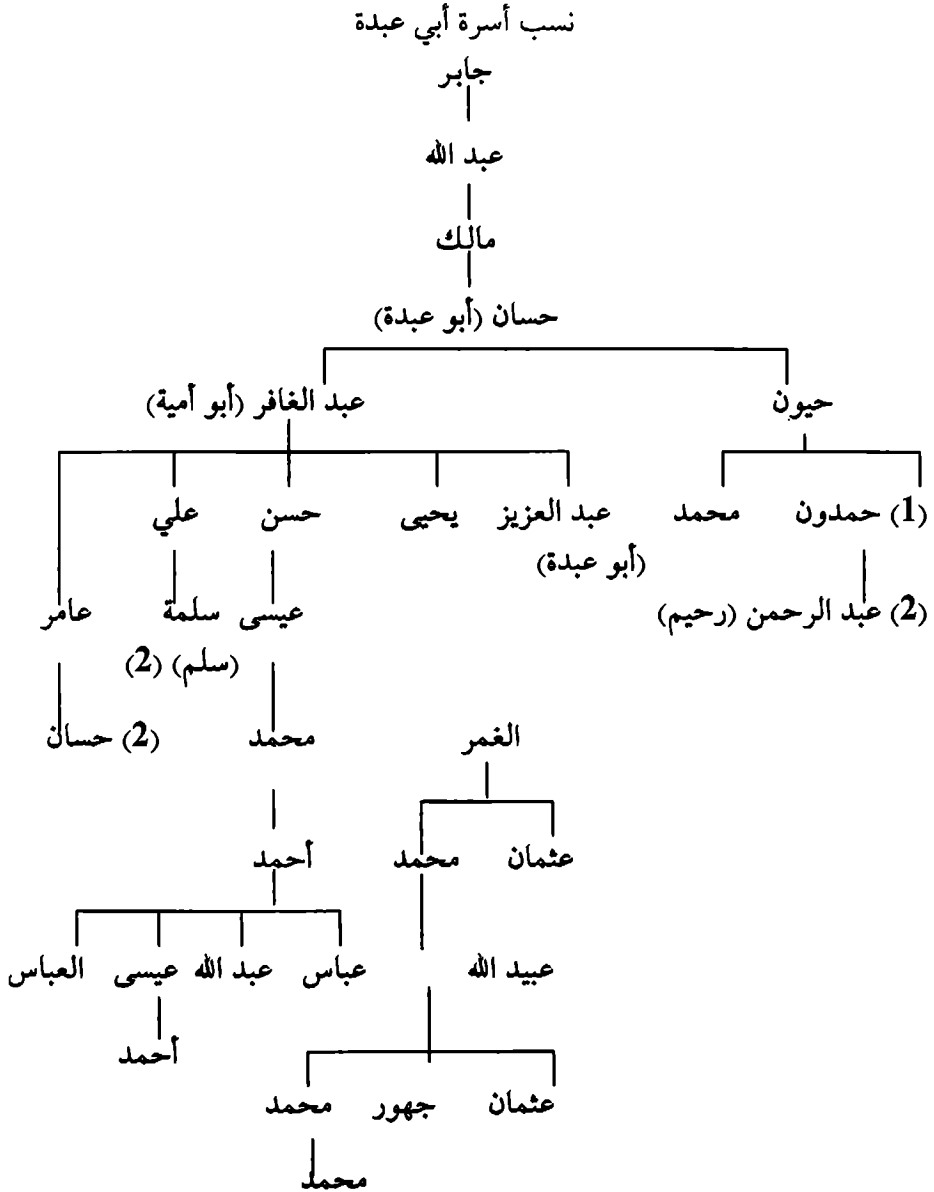 نسب أسرة أبي عبدة
جابر
عبد الله
مالك
حسان (أبو عبدة)
حيون عبد الغافر (أبو أمية)
(1) حمدون محمد عبد العزيز يحيى حسن علي
(أبو عبدة)
(2) عبد الرحمن (رحيم) عيسى سلمة عامر
(سلم) (2)
الغمر محمد (2) حسان
عثمان محمد أحمد
عبيد الله عباس عبد الله عيسى العباس
أحمد
عثمان جهور محمد
محمد